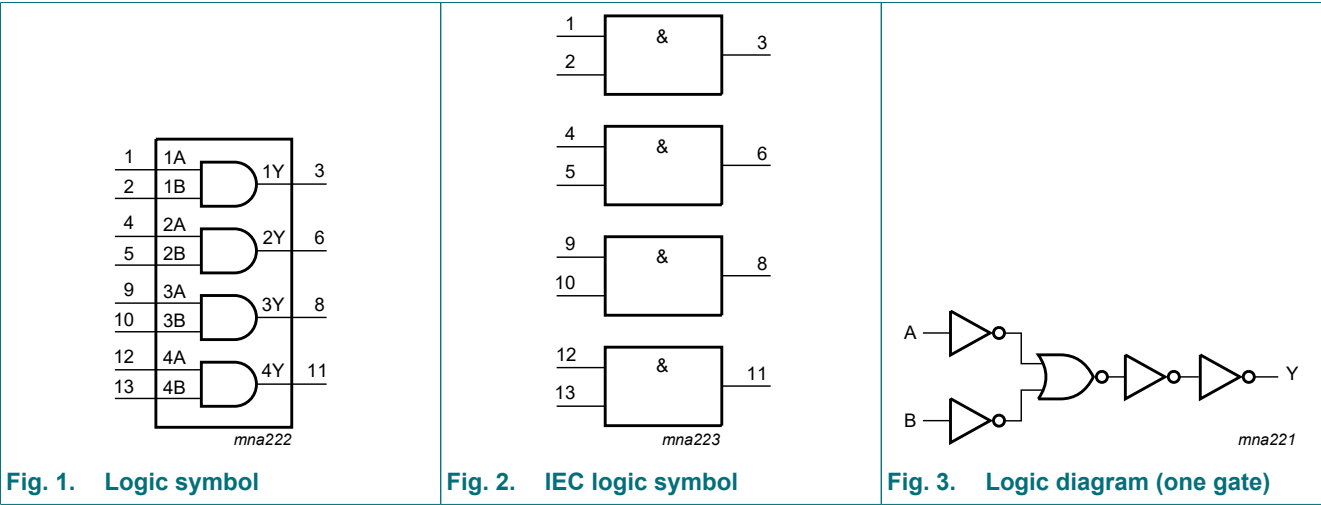 1 1A 1Y 3
2 1B
4 2A 2Y 6
5 2B
9 3A 3Y 8
10 3B
12 4A 4Y 11
13 4B
mna222
Fig. 1. Logic symbol
1 & 3
2
4 & 6
5
9 & 8
10
12 & 11
13
mna223
Fig. 2. IEC logic symbol
A
Y
B
mna221
Fig. 3. Logic diagram (one gate)